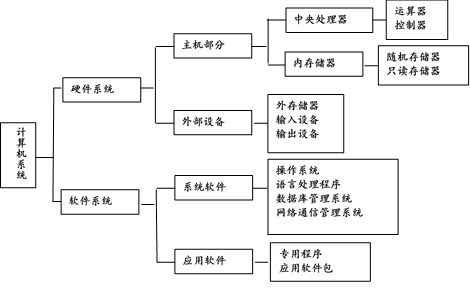 计算机系统
硬件系统
主机部分
中央处理器
运算器
控制器
内存储器
随机存储器
只读存储器
外部设备
外存储器
输入设备
输出设备
软件系统
系统软件
操作系统
语言处理程序
数据库管理系统
网络通信管理系统
应用软件
专用程序
应用软件包